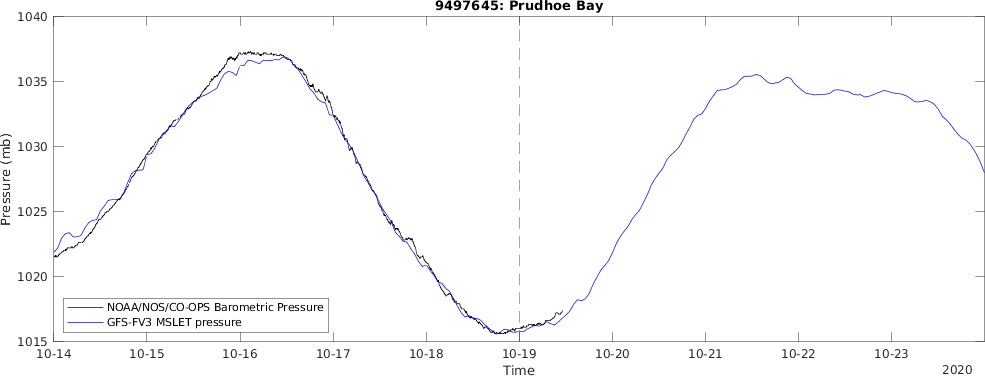 9497645: Prudhoe Bay
Pressure (mb)
1040
1035
1030
1025
1020
1015
NOAA/NOS/CO-OPS Barometric Pressure
GFS-FV3 MSLET pressure
10-14 10-15 10-16 10-17 10-18 10-19 10-20 10-21 10-22 10-23
Time
2020